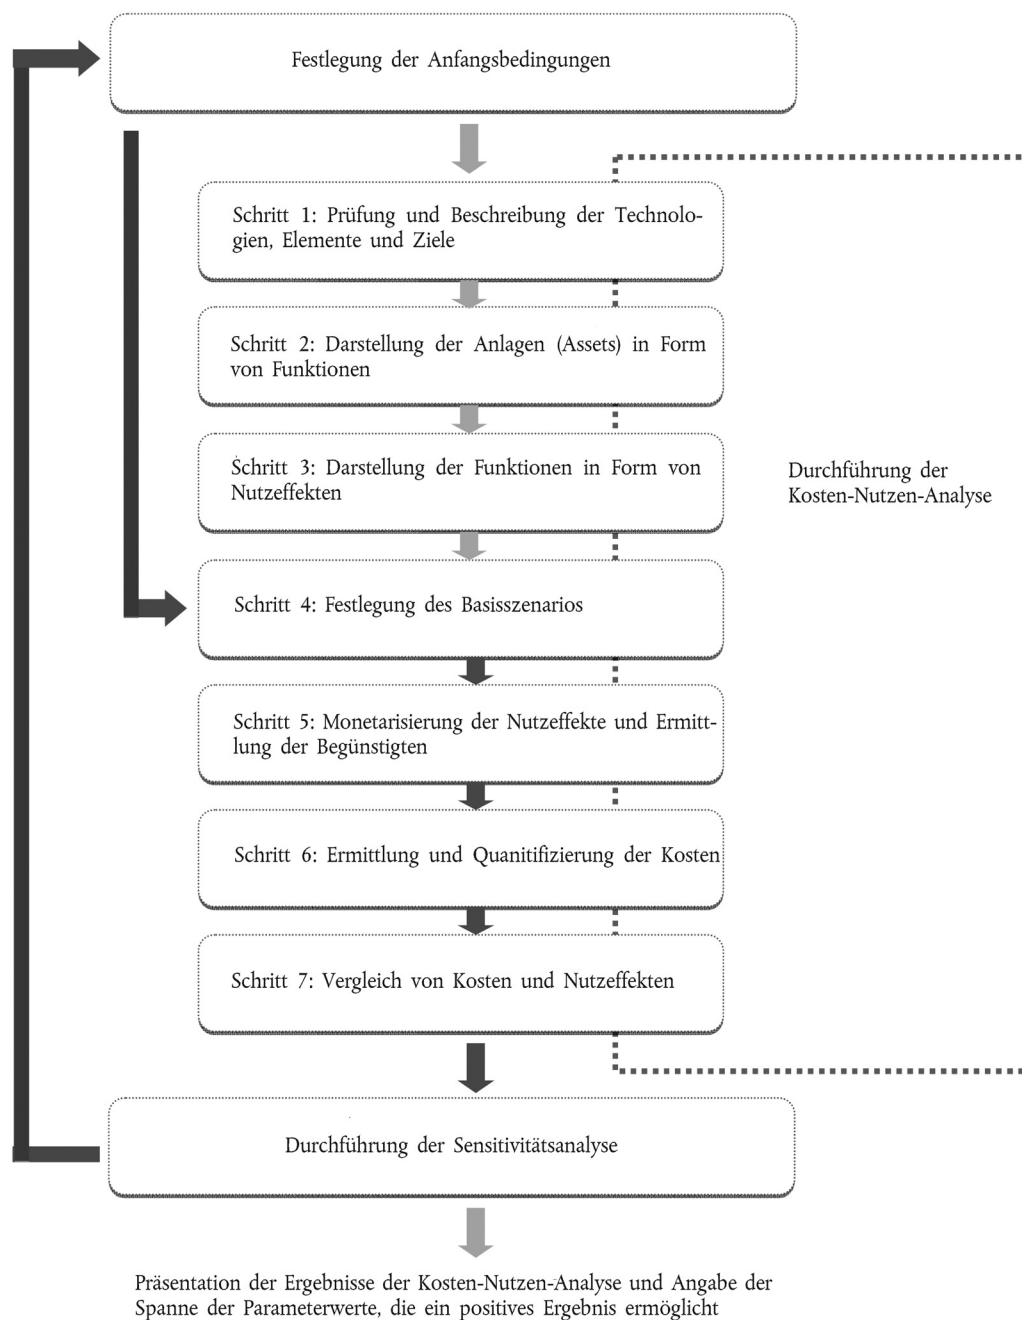 Festlegung der Anfangsbedingungen
Schritt 1: Prüfung und Beschreibung der Technolo-
gien, Elemente und Ziele
Schritt 2: Darstellung der Anlagen (Assets) in Form
von Funktionen
Schritt 3: Darstellung der Funktionen in Form von
Nutzeffekten
Durchführung der
Kosten-Nutzen-Analyse
Schritt 4: Festlegung des Basisszenarios
Schritt 5: Monetarisierung der Nutzeffekte und Ermitt-
lung der Begünstigten
Schritt 6: Ermittlung und Quanitifizierung der Kosten
Schritt 7: Vergleich von Kosten und Nutzeffekten
Durchführung der Sensitivitätsanalyse
Präsentation der Ergebnisse der Kosten-Nutzen-Analyse und Angabe der
Spanne der Parameterwerte, die ein positives Ergebnis ermöglicht